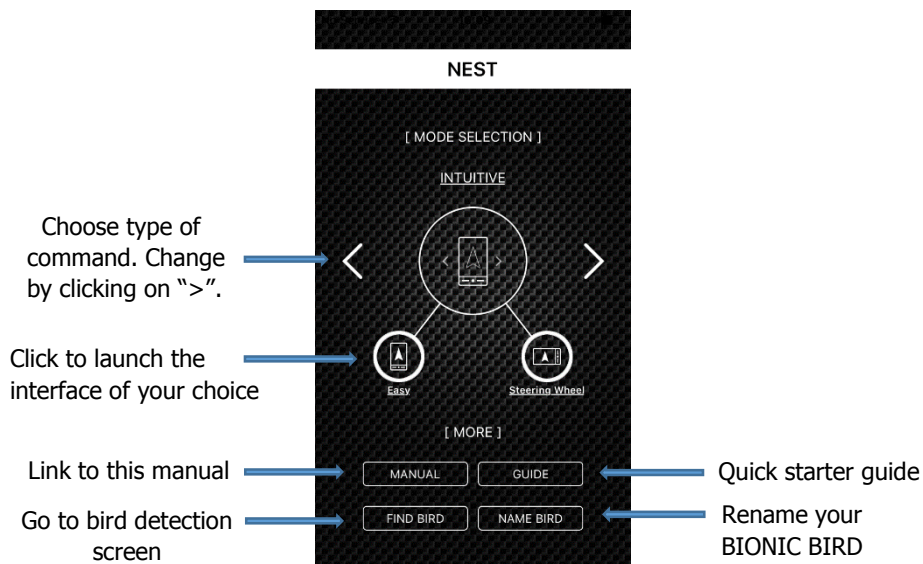 NEST
[ MODE SELECTION ]
INTUITIVE
Choose type of
command. Change
by clicking on “>”.
Click to launch the
interface of your choice
Easy
Steering Wheel
[ MORE ]
Link to this manual
MANUAL
GUIDE
Quick starter guide
Go to bird detection
screen
FIND BIRD
NAME BIRD
Rename your
BIONIC BIRD